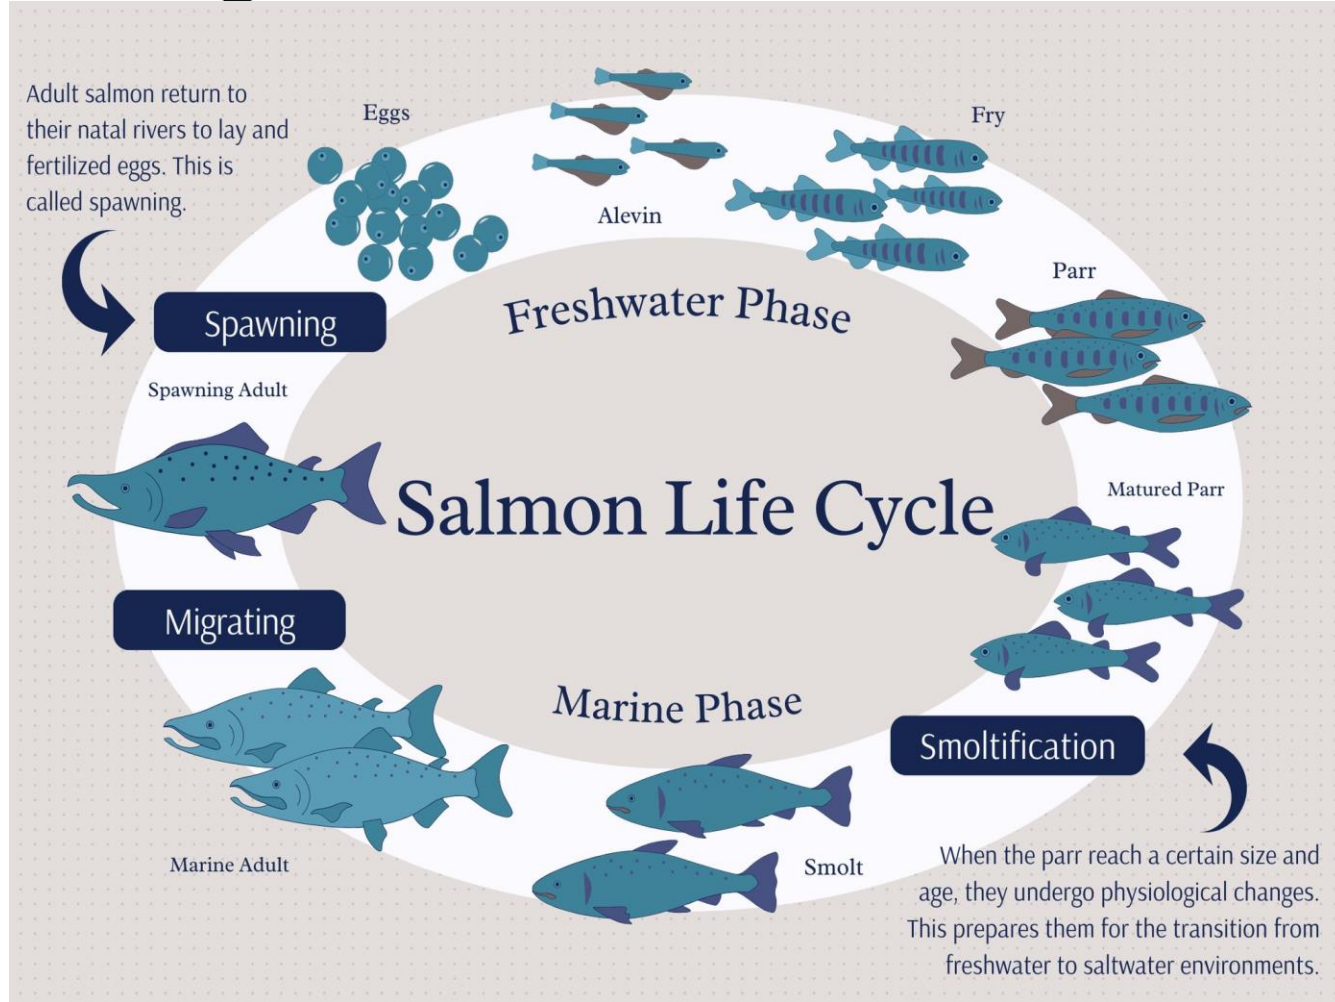 Adult salmon return to
their natal rivers to lay and
fertilized eggs. This is
called spawning.
Eggs
Alevin
Fry
Parr
Freshwater Phase
Spawning
Spawning Adult
Salmon Life Cycle
Matured Parr
Migrating
Marine Phase
Smoltification
Marine Adult
Smolt
When the parr reach a certain size and
age, they undergo physiological changes.
This prepares them for the transition from
freshwater to saltwater environments.